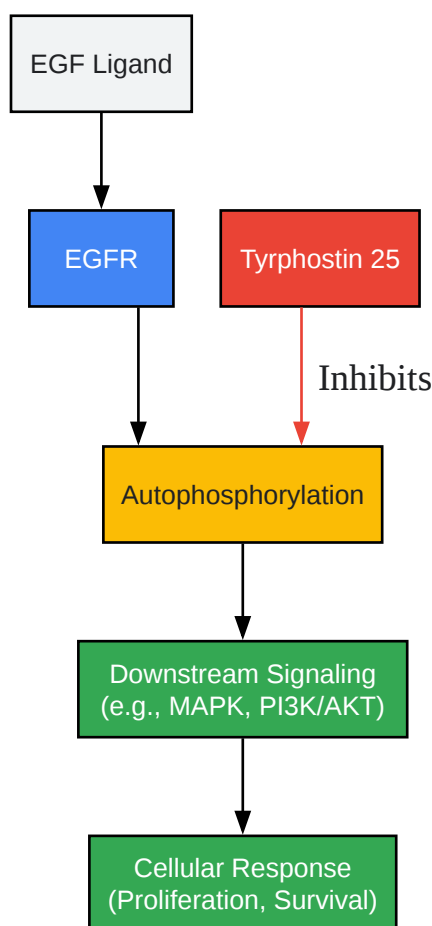 EGF Ligand
EGFR
Tyrphostin 25
Inhibits
Autophosphorylation
Downstream Signaling
(e.g., MAPK, PI3K/AKT)
Cellular Response
(Proliferation, Survival)